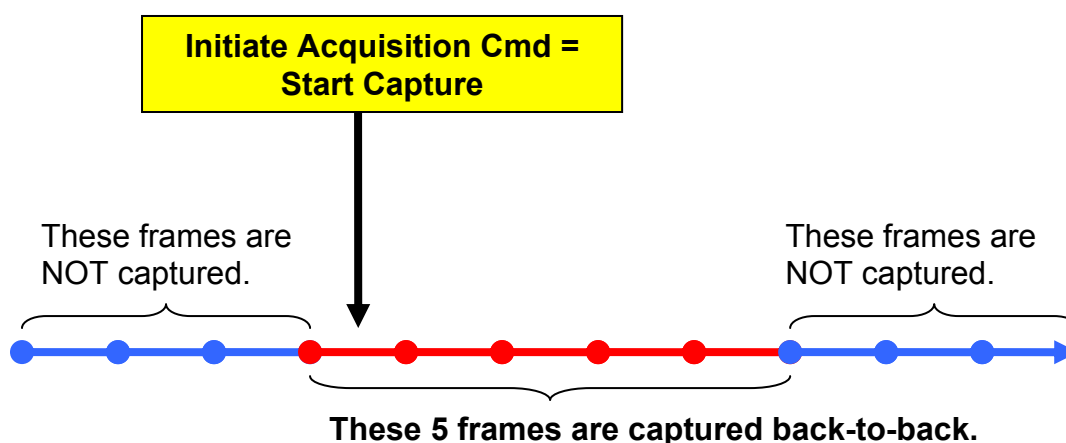 Initiate Acquisition Cmd =
Start Capture
These frames are
NOT captured.
These frames are
NOT captured.
These 5 frames are captured back-to-back.